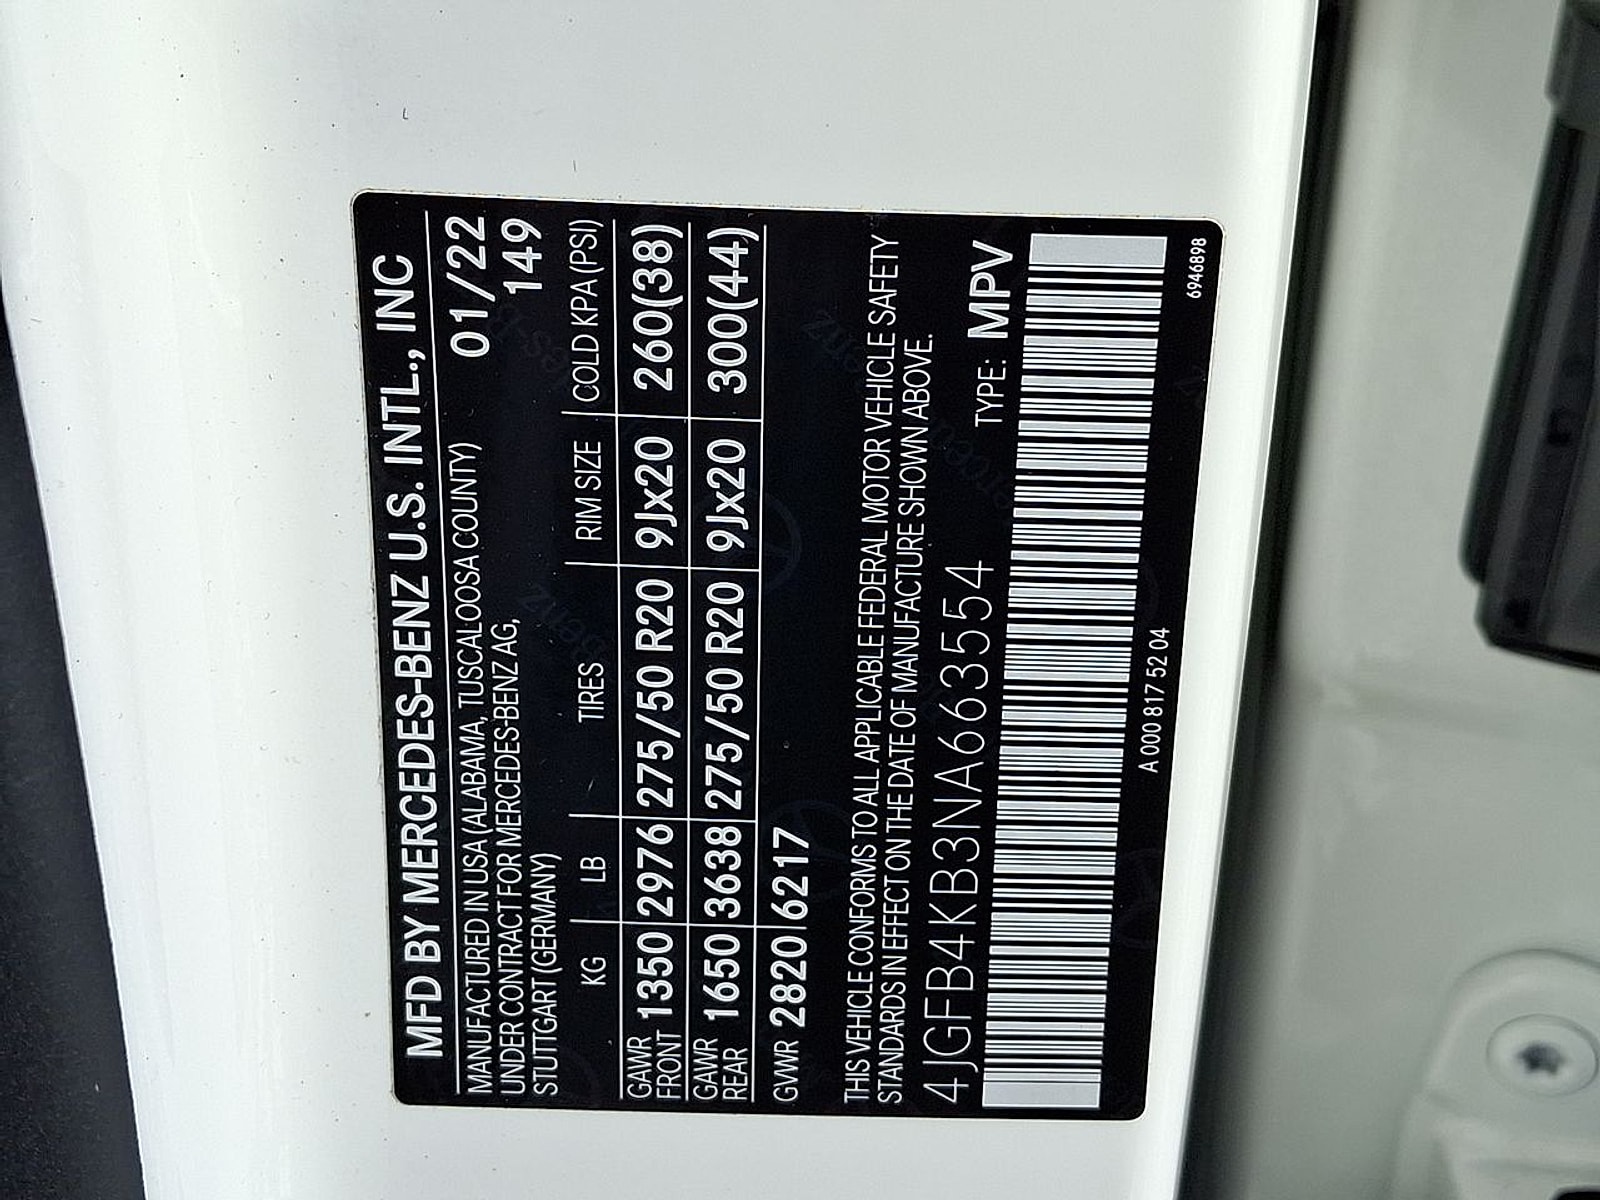 MFD BY MERCEDES-BENZ U.S. INTL., INC
MANUFACTURED IN USA (ALABAMA, TUSCALOOSA COUNTY) 01/22
UNDER CONTRACT FOR MERCEDES-BENZ AG, 149
STUTTGART (GERMANY)
KG LB TIRES RIM SIZE COLD KPA (PSI)
GAWR FRONT 1350 2976 275/50 R20 9Jx20 260(38)
GAWR REAR 1650 3638 275/50 R20 9Jx20 300(44)
GVWR 2820 6217
THIS VEHICLE CONFORMS TO ALL APPLICABLE FEDERAL MOTOR VEHICLE SAFETY
STANDARDS IN EFFECT ON THE DATE OF MANUFACTURE SHOWN ABOVE.
4JGFB4KB3NA663554 TYPE: MPV
A 000 817 52 04 6946898